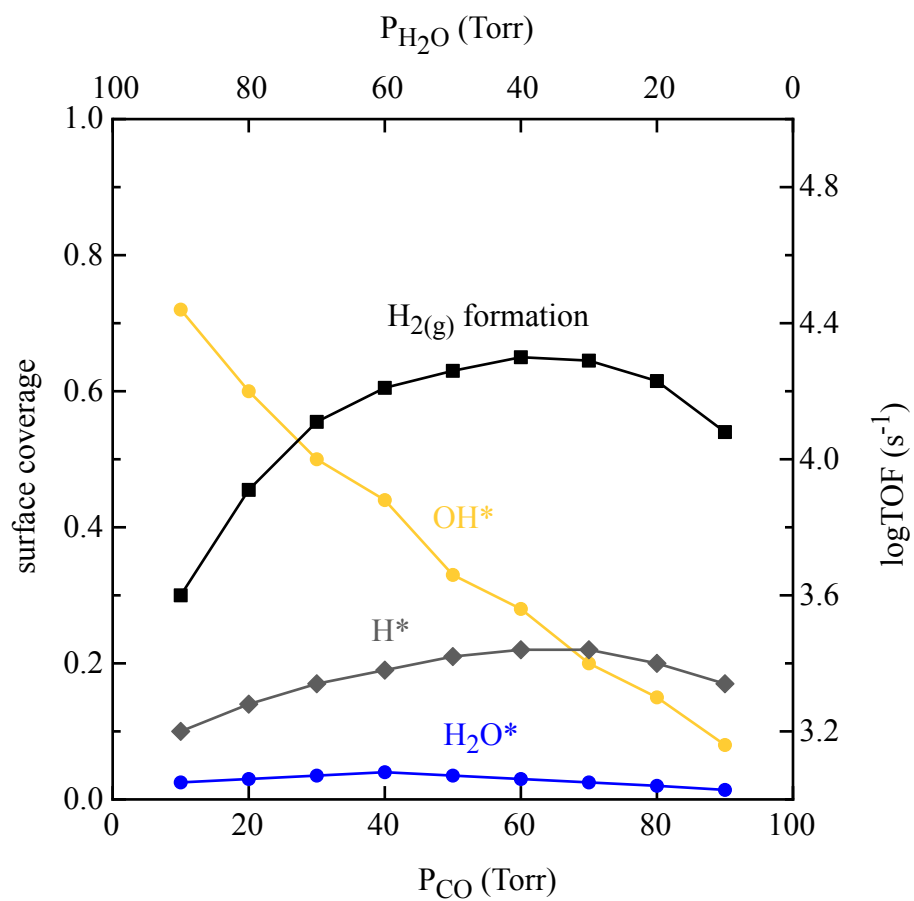 P_H2O (Torr)
100 80 60 40 20 0
1.0
0.8
0.6
0.4
0.2
0.0
surface coverage
4.8
4.4
4.0
3.6
3.2
logTOF (s⁻¹)
H₂₍g₎ formation
OH*
H*
H₂O*
0 20 40 60 80 100
P_CO (Torr)